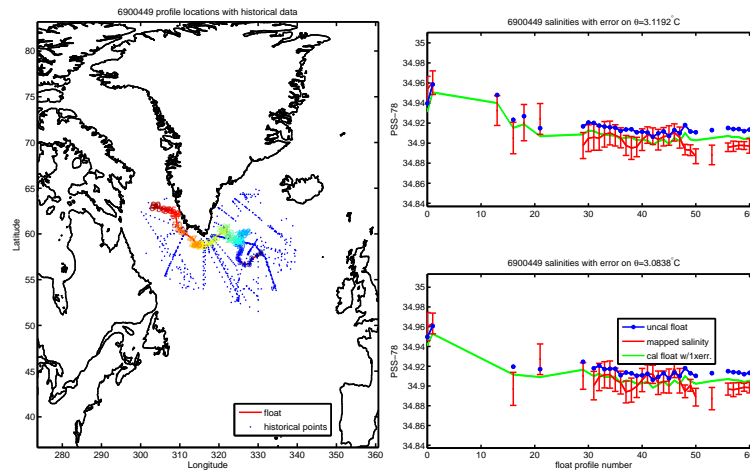 6900449 profile locations with historical data
80
75
70
65
60
55
50
45
40
Latitude
280 290 300 310 320 330 340 350 360
Longitude
float
historical points
6900449 salinities with error on θ=3.1192°C
35
34.98
34.96
34.94
34.92
34.9
34.88
34.86
34.84
PSS−78
0 10 20 30 40 50 60
6900449 salinities with error on θ=3.0838°C
35
34.98
34.96
34.94
34.92
34.90
34.88
34.86
34.84
PSS−78
uncal float
mapped salinity
cal float w/1xerr.
0 10 20 30 40 50 60
float profile number